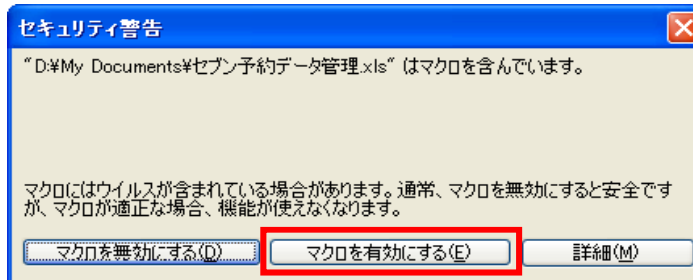 セキュリティ警告
"D:¥My Documents¥セブン予約データ管理.xls" はマクロを含んでいます。
マクロにはウイルスが含まれている場合があります。通常、マクロを無効にすると安全です
が、マクロが適正な場合、機能が使えなくなります。
マクロを無効にする(D) マクロを有効にする(E) 詳細(M)